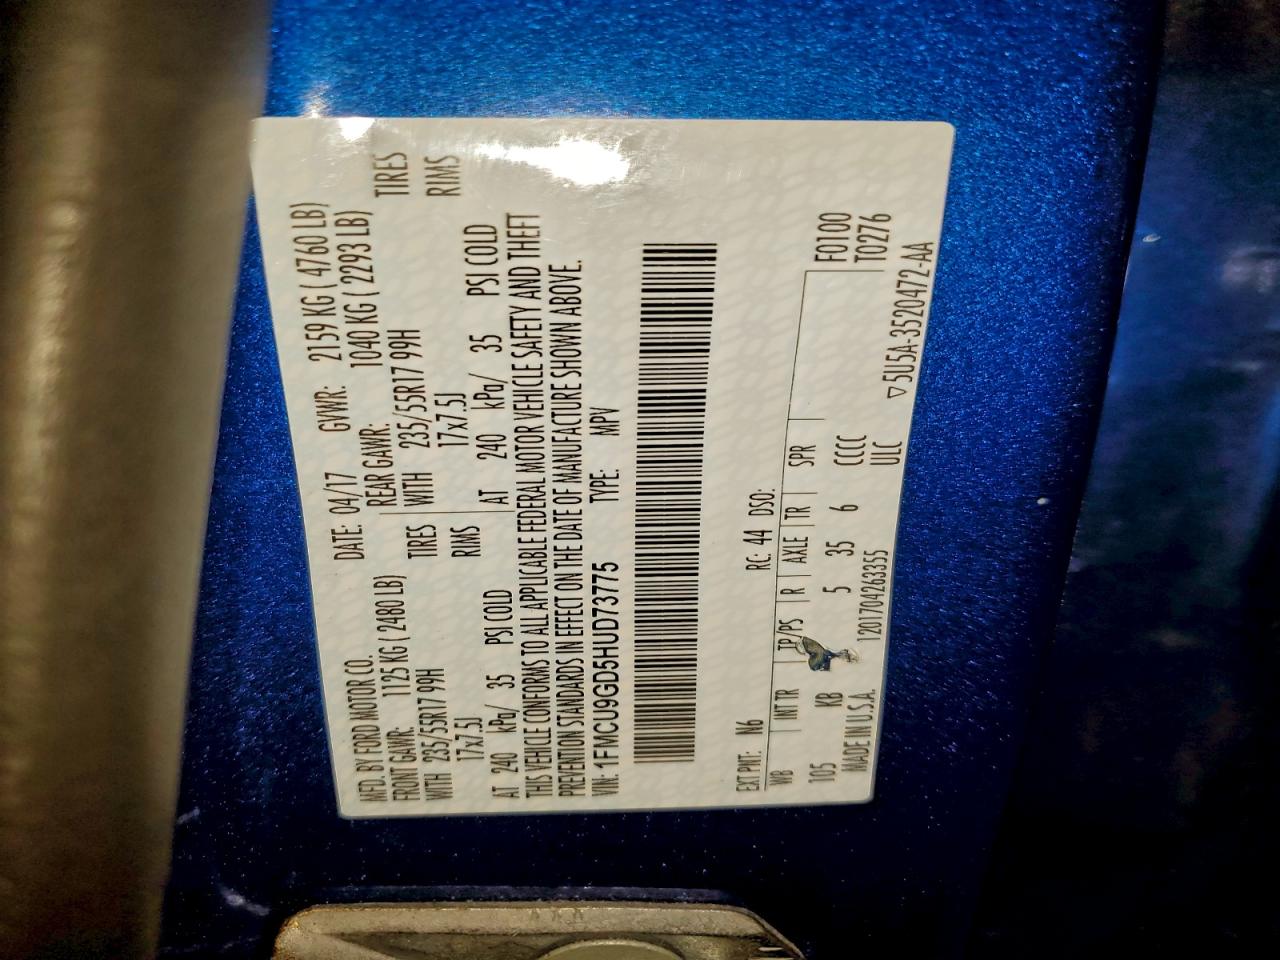 MFD. BY FORD MOTOR CO.
DATE: 04/17 GVWR: 2159 KG ( 4760 LB)
FRONT GAWR: 1125 KG ( 2480 LB) REAR GAWR: 1040 KG ( 2293 LB)
WITH 235/55R17 99H TIRES WITH 235/55R17 99H TIRES
17x7.5J RIMS 17x7.5J RIMS
AT 240 kPa/ 35 PSI COLD AT 240 kPa/ 35 PSI COLD
THIS VEHICLE CONFORMS TO ALL APPLICABLE FEDERAL MOTOR VEHICLE SAFETY AND THEFT
PREVENTION STANDARDS IN EFFECT ON THE DATE OF MANUFACTURE SHOWN ABOVE.
VIN: 1FMCU9GD5HUD73775 TYPE: MPV
EXT PNT: N6 RC: 44 DSO:
WB INT TR TP/PS R AXLE TR SPR F0100
T0276
105 KB 5 35 6 CCCC
MADE IN U.S.A. 1201704263355 ULC
▽5U5A-3520472-AA